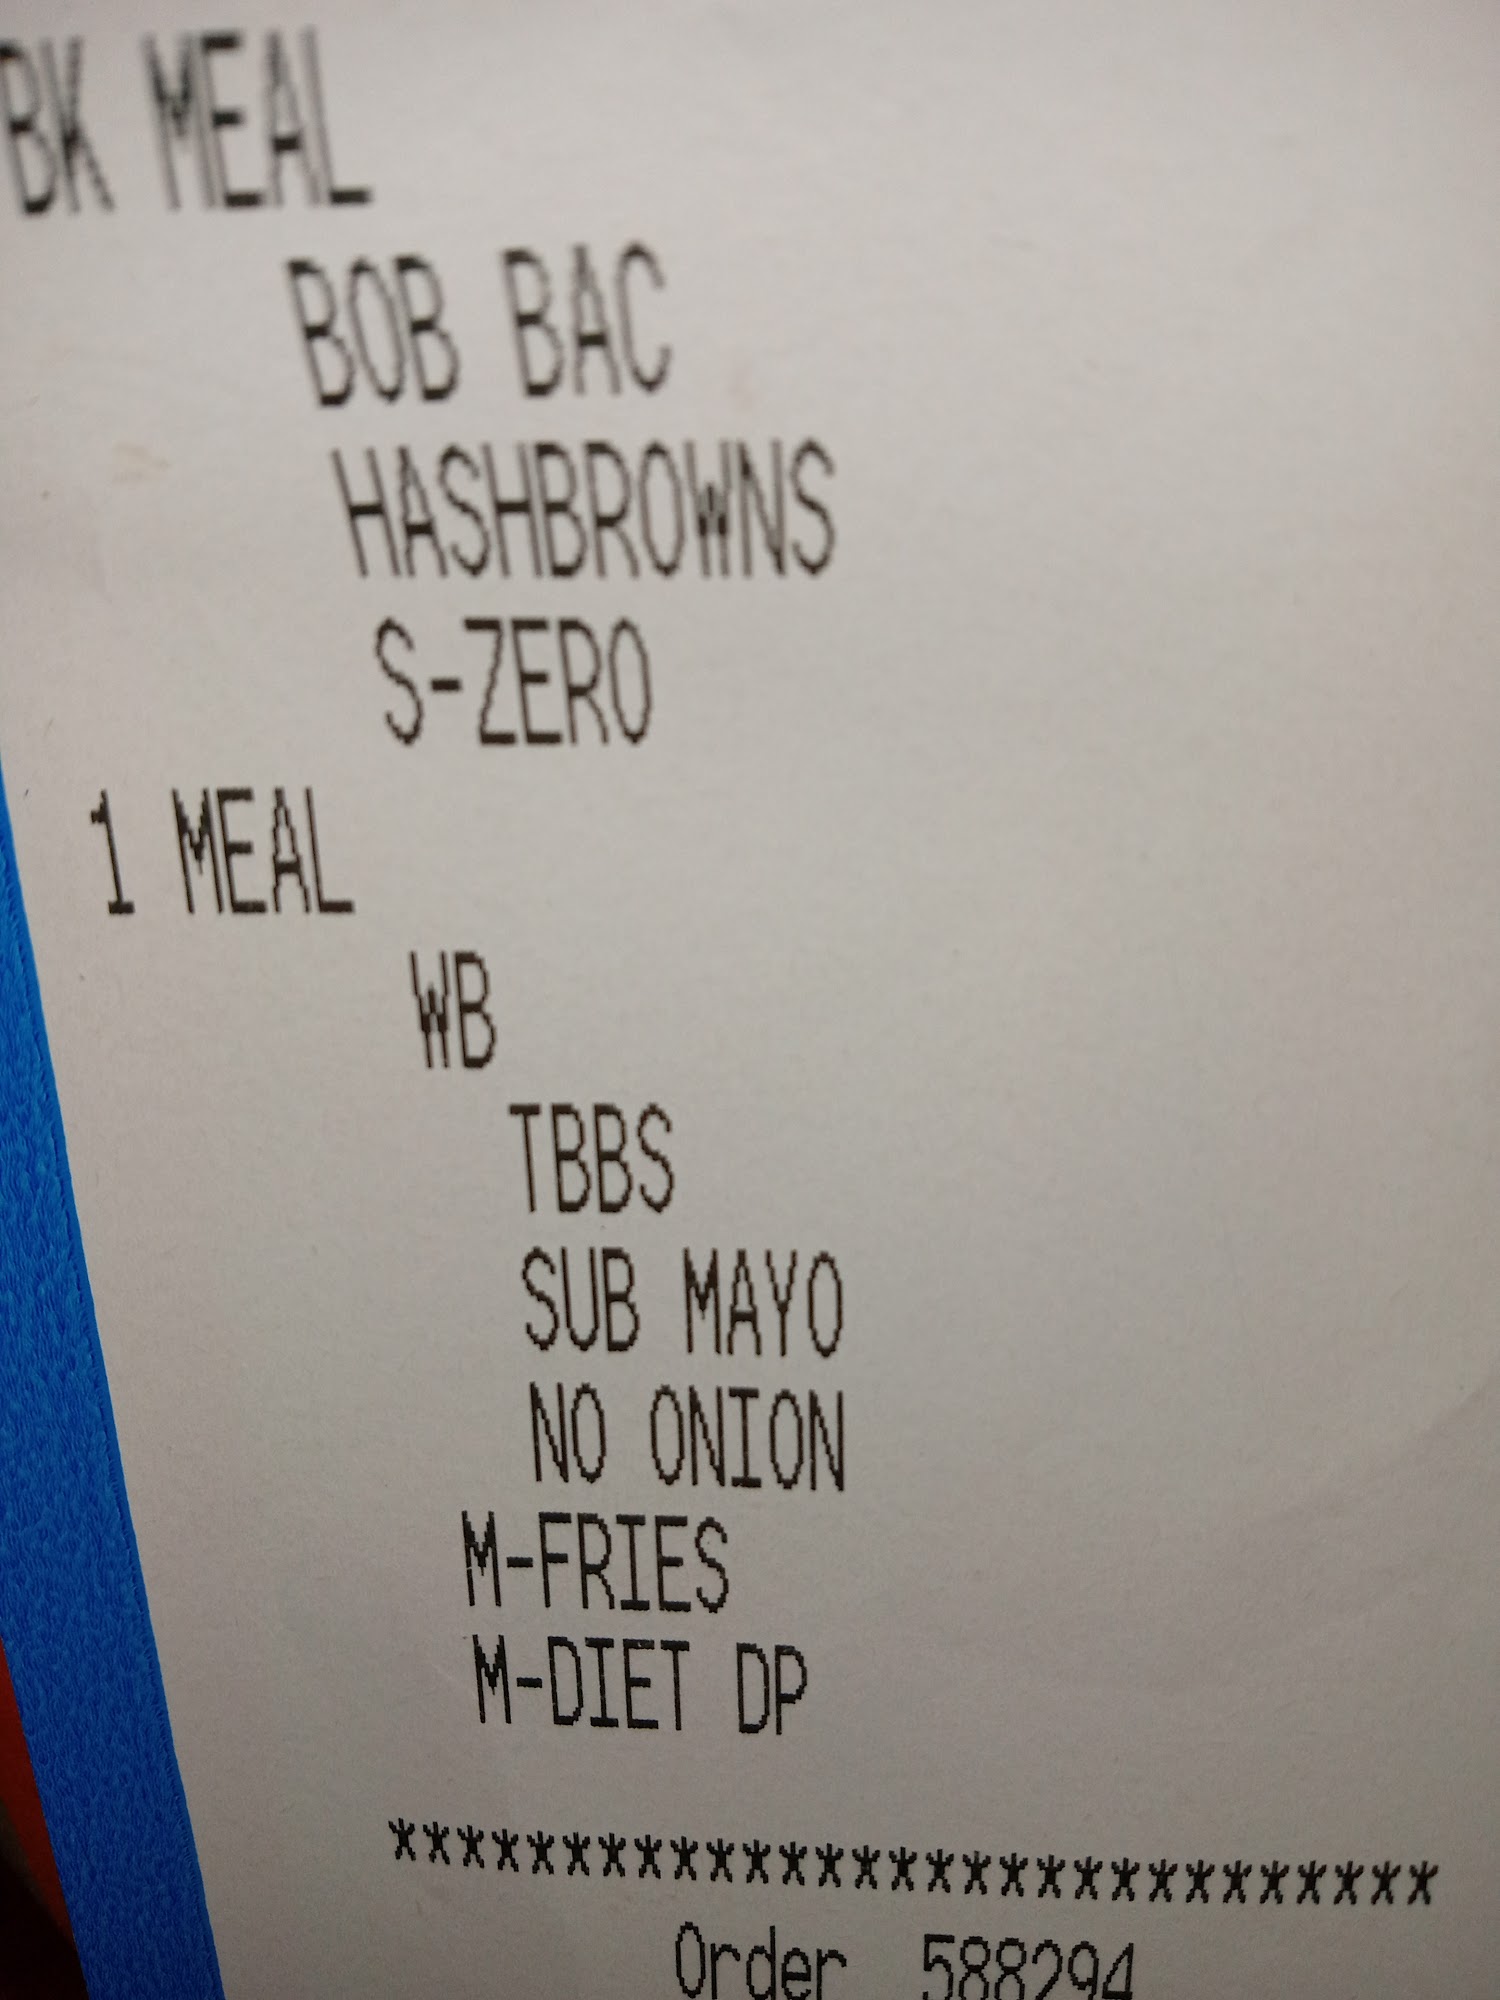 BK MEAL
BOB BAC
HASHBROWNS
S-ZERO
1 MEAL
WB
TBBS
SUB MAYO
NO ONION
M-FRIES
M-DIET DP
*****************************
Order 588294